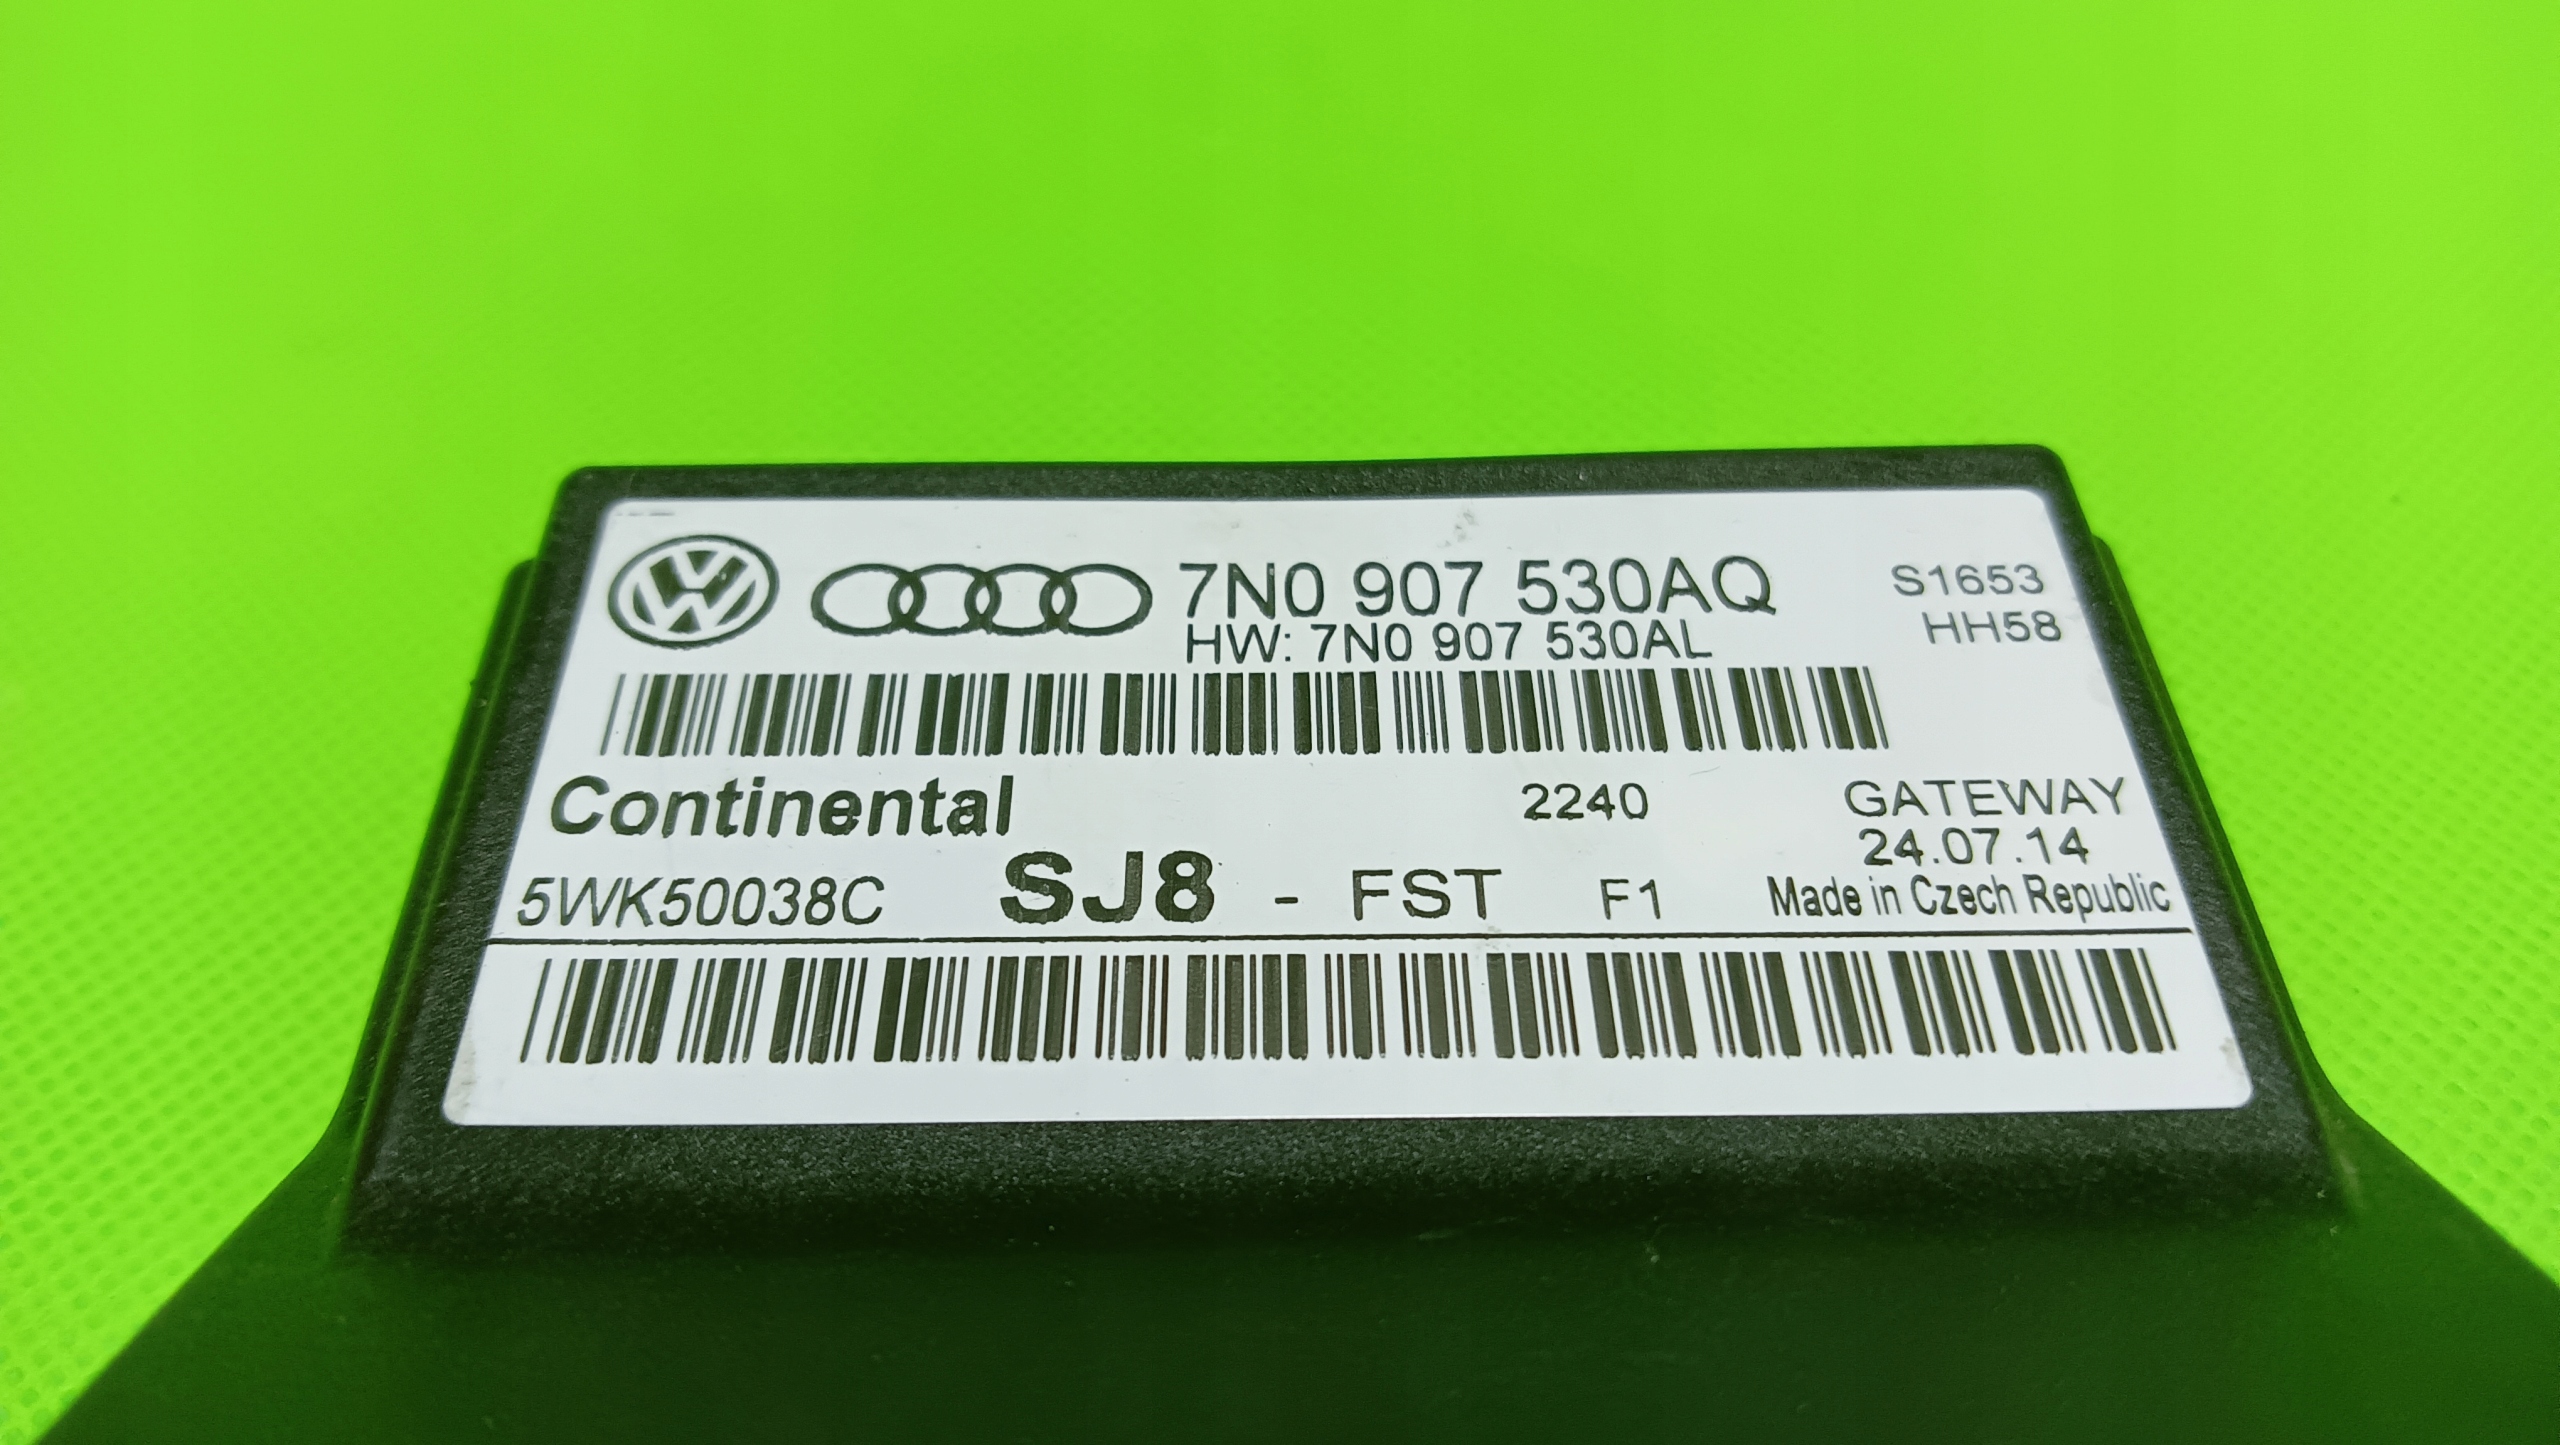 7N0 907 530AQ
S1653
HW: 7N0 907 530AL
HH58
Continental
2240
GATEWAY
24.07.14
5WK50038C
SJ8 - FST F1
Made in Czech Republic